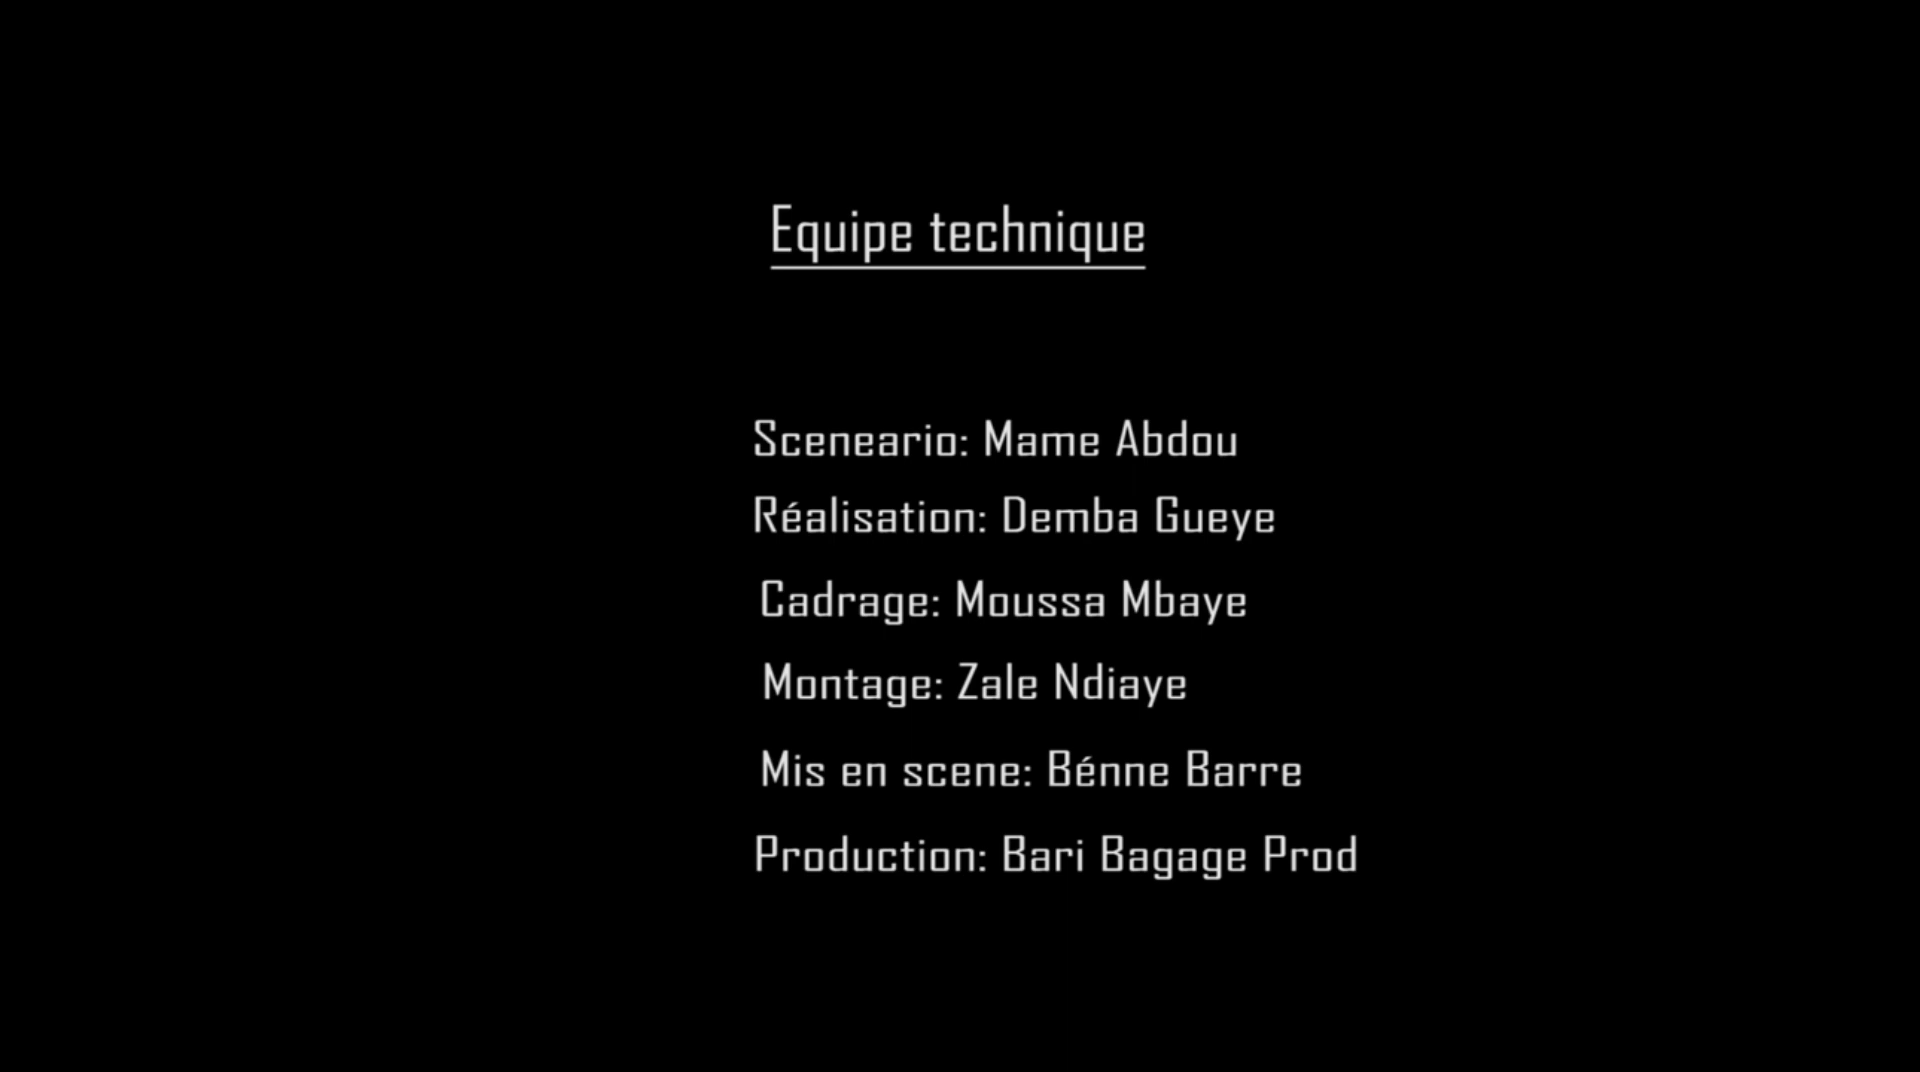 Equipe technique
Sceneario: Mame Abdou
Réalisation: Demba Gueye
Cadrage: Moussa Mbaye
Montage: Zale Ndiaye
Mis en scene: Bénne Barre
Production: Bari Bagage Prod